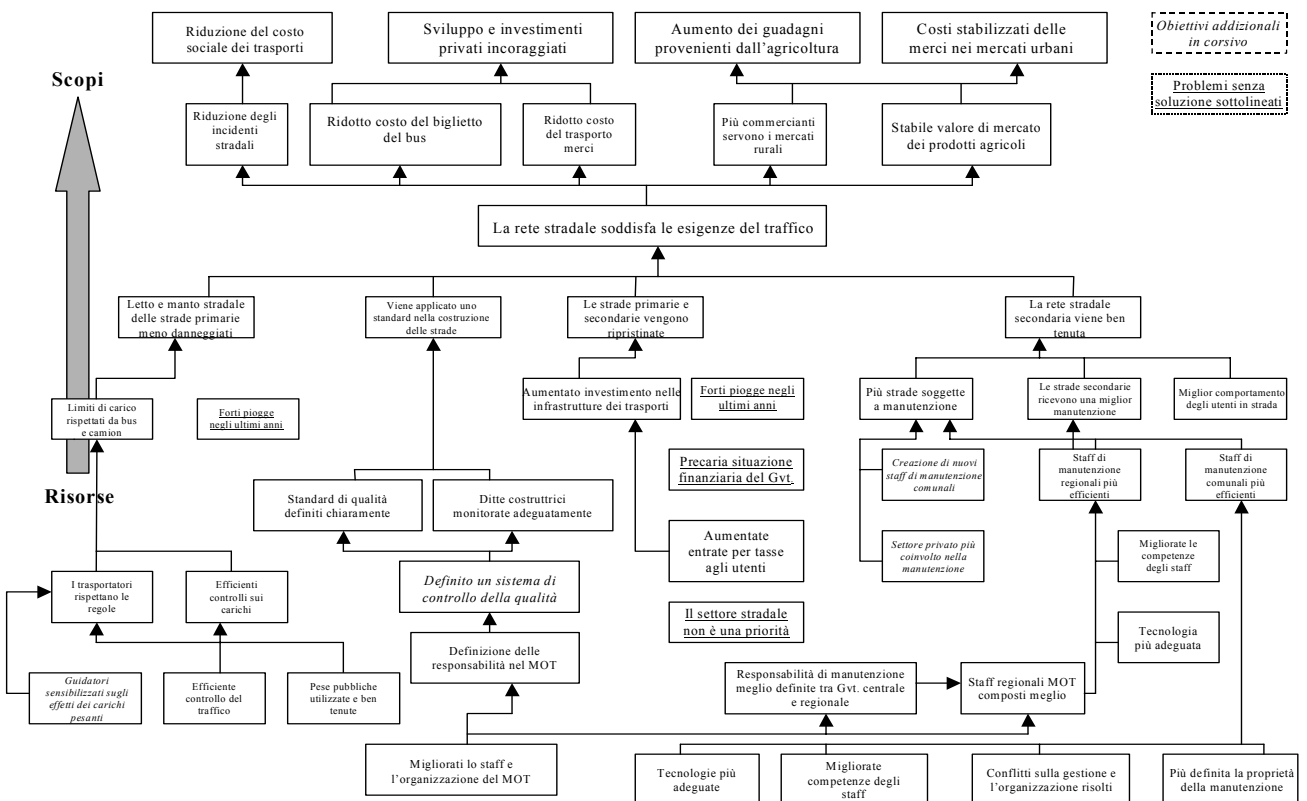 Riduzione del costo
sociale dei trasporti
Sviluppo e investimenti
privati incoraggiati
Aumento dei guadagni
provenienti dall'agricoltura
Costi stabilizzati delle
merci nei mercati urbani
Obiettivi addizionali
in corsivo
Scopi
Problemi senza
soluzione sottolineati
Riduzione degli
incidenti
stradali
Ridotto costo del biglietto
del bus
Ridotto costo
del trasporto
merci
Più commercianti
servono i mercati
rurali
Stabile valore di mercato
dei prodotti agricoli
La rete stradale soddisfa le esigenze del traffico
Letto e manto stradale
delle strade primarie
meno danneggiati
Viene applicato uno
standard nella costruzione
delle strade
Le strade primarie e
secondarie vengono
ripristinate
La rete stradale
secondaria viene ben
tenuta
Limiti di carico
rispettati da bus
e camion
Forti piogge
negli ultimi anni
Aumentato investimento nelle
infrastrutture dei trasporti
Forti piogge negli
ultimi anni
Più strade soggette
a manutenzione
Le strade secondarie
ricevono una miglior
manutenzione
Miglior comportamento
degli utenti in strada
Risorse
Standard di qualità
definiti chiaramente
Ditte costruttrici
monitorate adeguatamente
Precaria situazione
finanziaria del Gvt.
Creazione di nuovi
staff di manutenzione
comunali
Staff di
manutenzione
regionali più
efficienti
Staff di
manutenzione
comunali più
efficienti
Aumentate
entrate per tasse
agli utenti
Settore privato più
coinvolto nella
manutenzione
Migliorate le
competenze
degli staff
I trasportatori
rispettano le
regole
Efficienti
controlli sui
carichi
Definito un sistema di
controllo della qualità
Il settore stradale
non è una priorità
Tecnologia
più adeguata
Definizione delle
responsabilità nel MOT
Guidatori
sensibilizzati sugli
effetti dei carichi
pesanti
Efficiente
controllo del
traffico
Pese pubbliche
utilizzate e ben
tenute
Responsabilità di manutenzione
meglio definite tra Gvt. centrale
e regionale
Staff regionali MOT
composti meglio
Migliorati lo staff e
l'organizzazione del MOT
Tecnologie più
adeguate
Migliorate
competenze degli
staff
Conflitti sulla gestione e
l'organizzazione risolti
Più definita la proprietà
della manutenzione